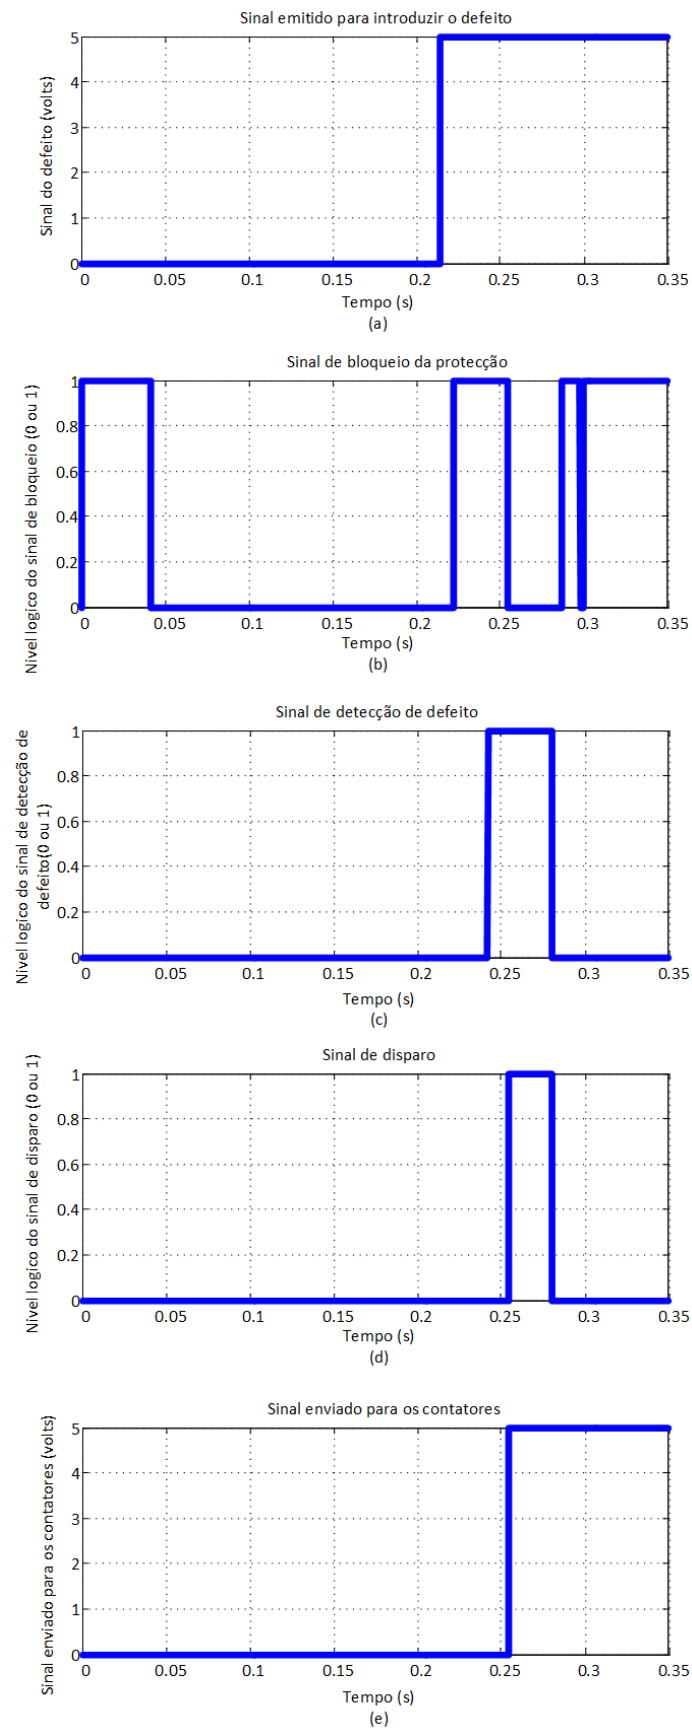 Sinal emitido para introduzir o defeito
Sinal do defeito (volts)
5
4
3
2
1
0
0 0.05 0.1 0.15 0.2 0.25 0.3 0.35
Tempo (s)
(a)
Sinal de bloqueio da protecção
Nivel logico do sinal de bloqueio (0 ou 1)
1
0.8
0.6
0.4
0.2
0
0 0.05 0.1 0.15 0.2 0.25 0.3 0.35
Tempo (s)
(b)
Sinal de detecção de defeito
Nivel logico do sinal de detecção de
defeito(0 ou 1)
1
0.8
0.6
0.4
0.2
0
0 0.05 0.1 0.15 0.2 0.25 0.3 0.35
Tempo (s)
(c)
Sinal de disparo
Nivel logico do sinal de disparo (0 ou 1)
1
0.8
0.6
0.4
0.2
0
0 0.05 0.1 0.15 0.2 0.25 0.3 0.35
Tempo (s)
(d)
Sinal enviado para os contatores
Sinal enviado para os contatores (volts)
5
4
3
2
1
0
0 0.05 0.1 0.15 0.2 0.25 0.3 0.35
Tempo (s)
(e)